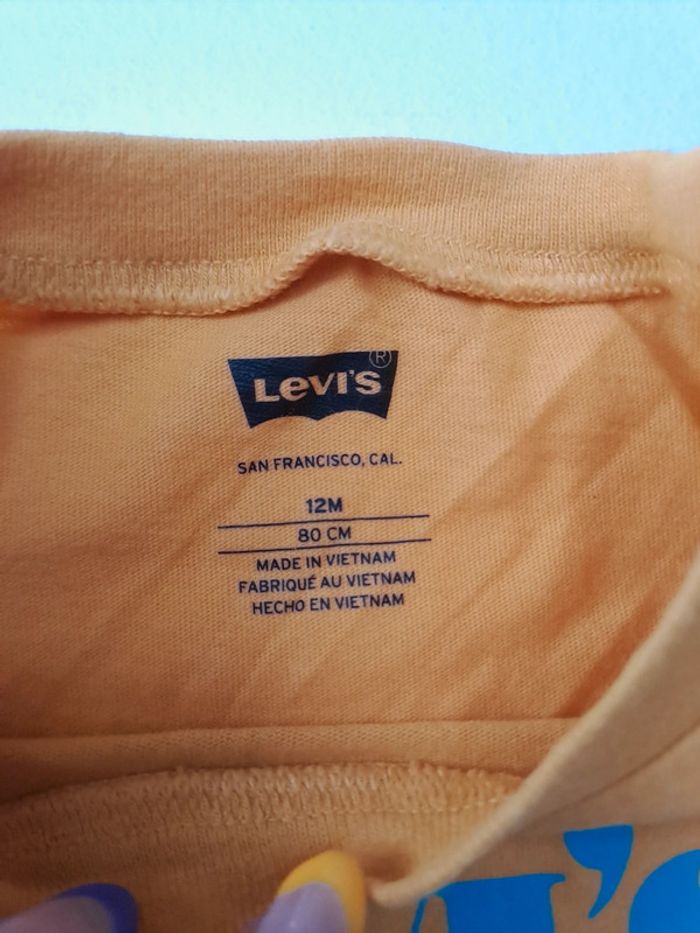 Levi's®
SAN FRANCISCO, CAL.
12M
80 CM
MADE IN VIETNAM
FABRIQUÉ AU VIETNAM
HECHO EN VIETNAM